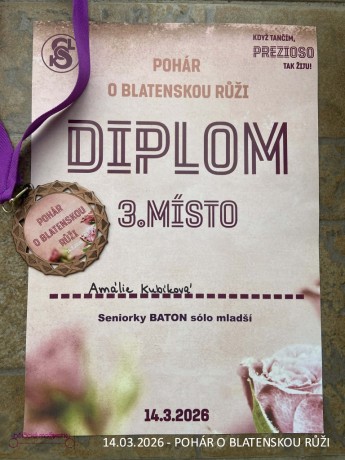 KDYŽ TANČÍM,
PREZIOSO
TAK ŽIJU!
POHÁR
O BLATENSKOU RŮŽI
DIPLOM
3.MÍSTO
POHÁR
O BLATENSKOU
RŮŽI
Amálie Kubíková
Seniorky BATON sólo mladší
14.3.2026
14.03.2026 - POHÁR O BLATENSKOU RŮŽI